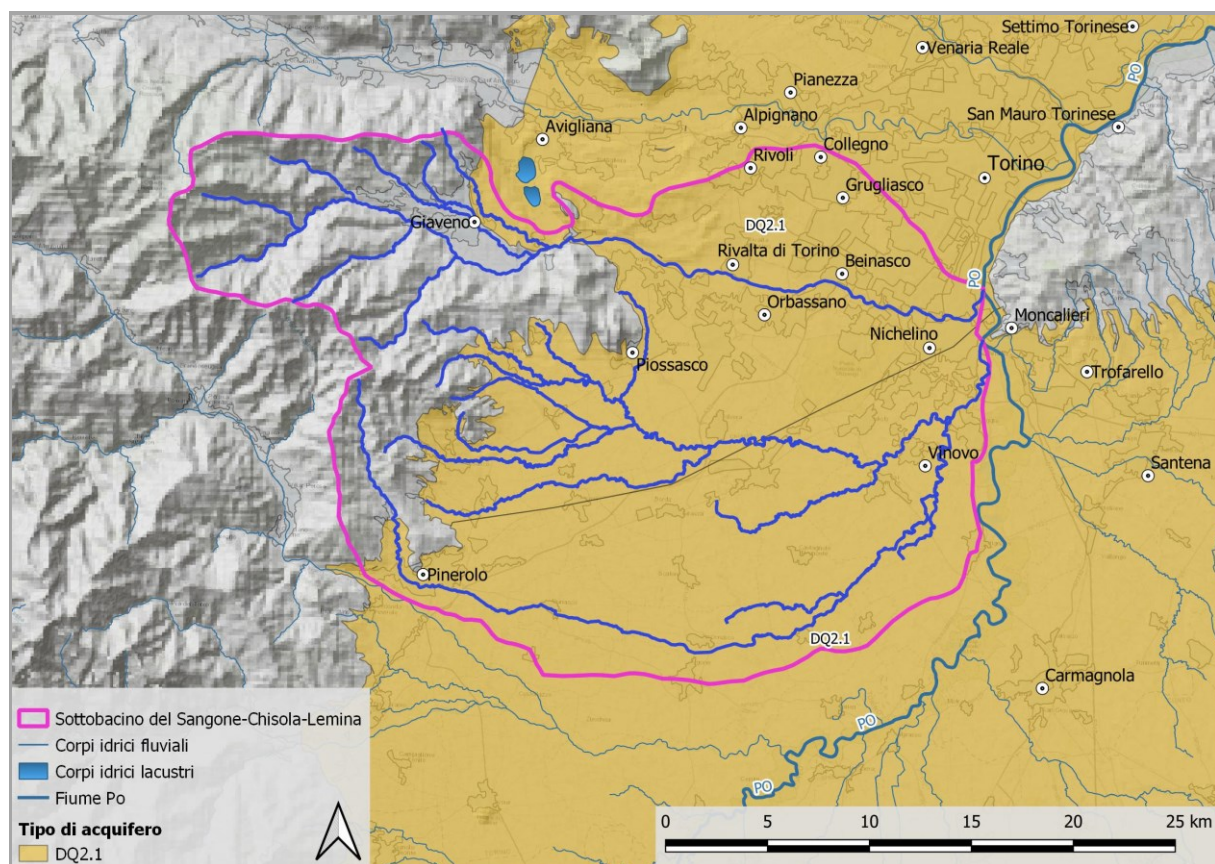 Settimo Torinese
Venaria Reale
PO
Pianezza
Alpignano
San Mauro Torinese
Avigliana
Collegno
Rivoli
Torino
Grugliasco
Giaveno
DQ2.1
Rivalta di Torino
Beinasco
PO
Orbassano
Moncalieri
Nichelino
Piossasco
Trofarello
Vinovo
Santena
Pinerolo
DQ2.1
Carmagnola
PO
PO
Sottobacino del Sangone-Chisola-Lemina
Corpi idrici fluviali
Corpi idrici lacustri
Fiume Po
Tipo di acquifero
DQ2.1
0 5 10 15 20 25 km